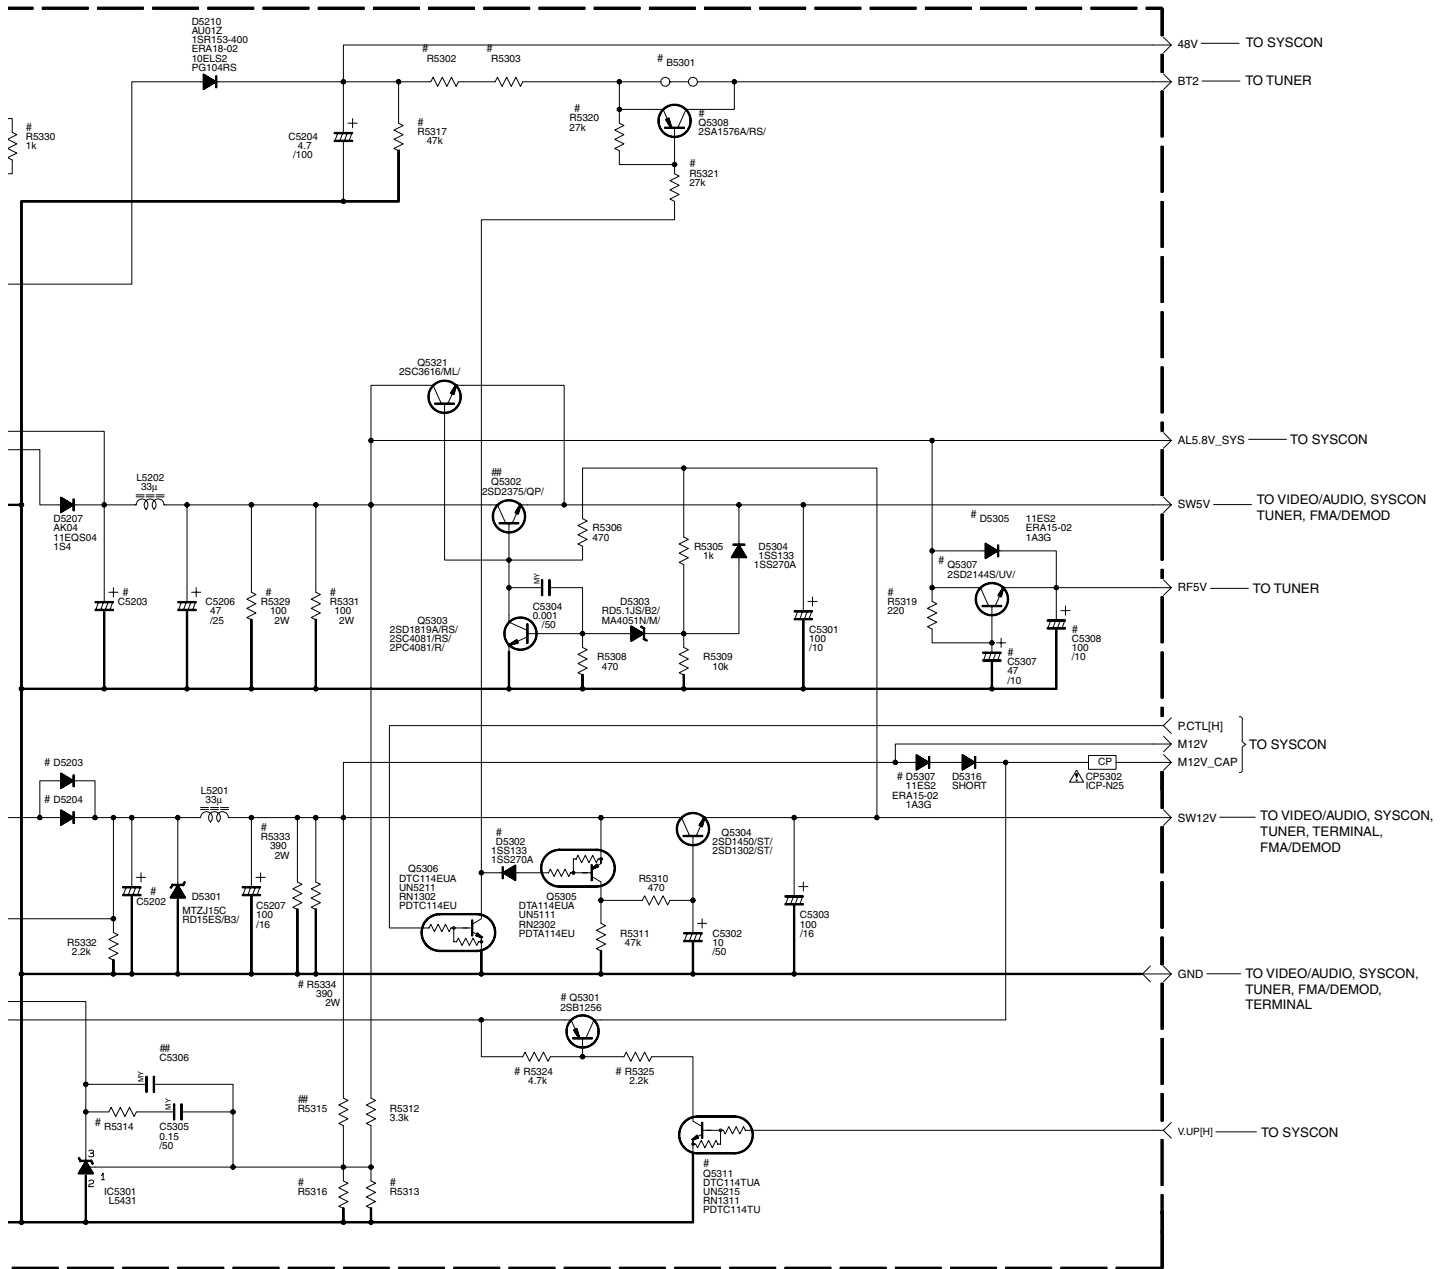 D5210
AU01Z
1SR153-400
ERA18-02
10ELS2
PG104RS
#
R5302
#
R5303
#
B5301
48V
TO SYSCON
BT2
TO TUNER
#
R5330
1k
C5204
4.7
/100
+
#
R5317
47k
#
R5320
27k
#
Q5308
2SA1576A/RS/
#
R5321
27k
Q5321
2SC3616/ML/
AL5.8V_SYS
TO SYSCON
L5202
33µ
##
Q5302
2SD2375/QP/
SW5V
TO VIDEO/AUDIO, SYSCON
TUNER, FMA/DEMOD
D5207
AK04
11EQS04
1S4
R5306
470
R5305
1k
D5304
1SS133
1SS270A
# D5305
11ES2
ERA15-02
1A3G
#
Q5307
2SD2144S/UV/
RF5V
TO TUNER
+
#
C5203
+
C5206
47
/25
#
R5329
100
2W
#
R5331
100
2W
Q5303
2SD1819A/RS/
2SC4081/RS/
2PC4081/R/
MY
C5304
0.001
/50
D5303
RD5.1JS/B2/
MA4051N/M/
+
C5301
100
/10
#
R5319
220
+
#
C5307
47
/10
+
#
C5308
100
/10
R5308
470
R5309
10k
P.CTL[H]
M12V
M12V_CAP
TO SYSCON
# D5203
# D5204
L5201
33µ
# D5307
11ES2
ERA15-02
1A3G
D5316
SHORT
CP
CP5302
ICP-N25
SW12V
TO VIDEO/AUDIO, SYSCON,
TUNER, TERMINAL,
FMA/DEMOD
#
R5333
390
2W
#
D5302
1SS133
1SS270A
Q5304
2SD1450/ST/
2SD1302/ST/
+
#
C5202
D5301
MTZJ15C
RD15ES/B3/
+
C5207
100
/16
Q5306
DTC114EUA
UN5211
RN1302
PDTC114EU
Q5305
DTA114EUA
UN5111
RN2302
PDTA114EU
R5310
470
+
C5303
100
/16
R5332
2.2k
R5311
47k
+
C5302
10
/50
# R5334
390
2W
GND
TO VIDEO/AUDIO, SYSCON,
TUNER, FMA/DEMOD,
TERMINAL
# Q5301
2SB1256
##
C5306
MY
# R5324
4.7k
# R5325
2.2k
# R5314
MY
C5305
0.15
/50
##
R5315
R5312
3.3k
V.UP[H]
TO SYSCON
3
1
2
IC5301
L5431
#
R5316
#
R5313
#
Q5311
DTC114TUA
UN5215
RN1311
PDTC114TU